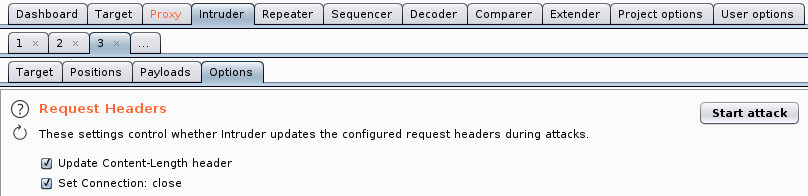 Dashboard Target Proxy Intruder Repeater Sequencer Decoder Comparer Extender Project options User options
1 × 2 × 3 × ...
Target Positions Payloads Options
? Request Headers Start attack
These settings control whether Intruder updates the configured request headers during attacks.
Update Content-Length header
Set Connection: close